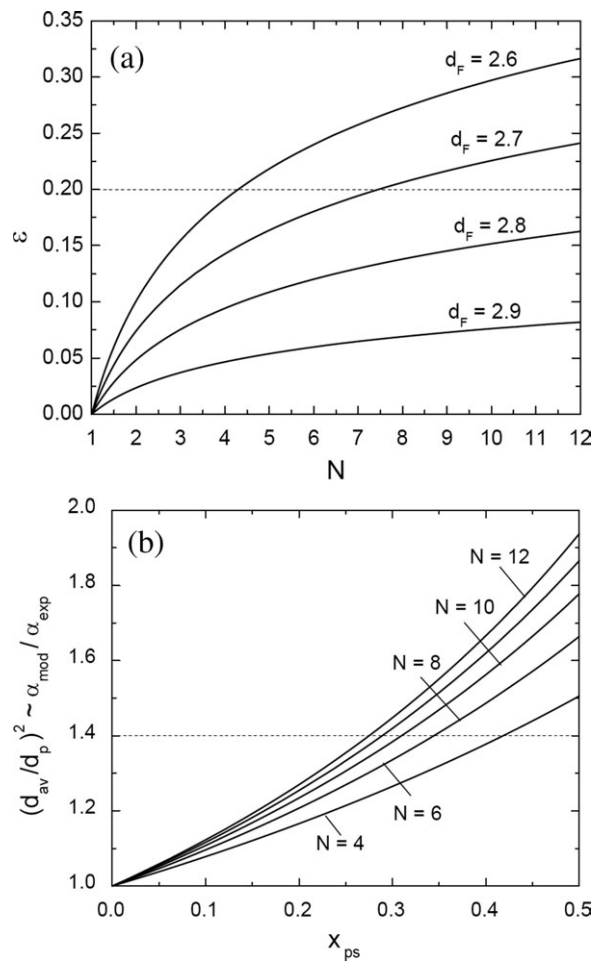 (a)
0.35
0.30
0.25
0.20
0.15
0.10
0.05
0.00
ε
d_F = 2.6
d_F = 2.7
d_F = 2.8
d_F = 2.9
1 2 3 4 5 6 7 8 9 10 11 12
N
(b)
2.0
1.8
1.6
1.4
1.2
1.0
(d_av/d_p)² ~ α_mod / α_exp
N = 12
N = 10
N = 8
N = 6
N = 4
0.0 0.1 0.2 0.3 0.4 0.5
x_ps